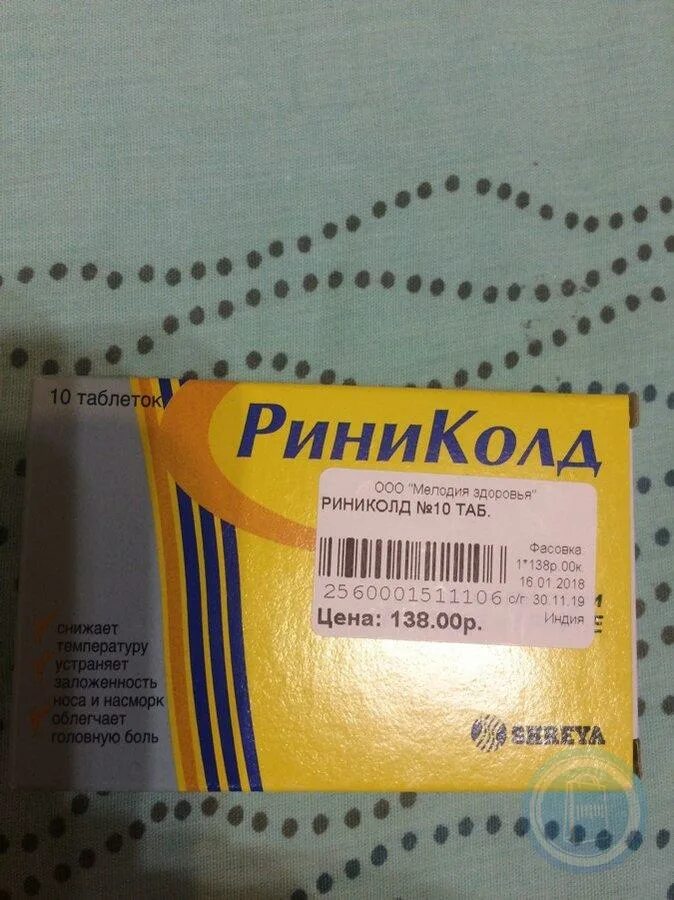 10 таблеток
РиниКолд
ООО "Мелодия здоровья"
РИНИКОЛД №10 ТАБ.
Фасовка
1*138р.00к.
16.01.2018
2560001511106 с/г 30.11.19
Цена: 138.00р.
Индия
И
Е
снижает
температуру
устраняет
заложенность
носа и насморк
облегчает
головную боль
SHREYA